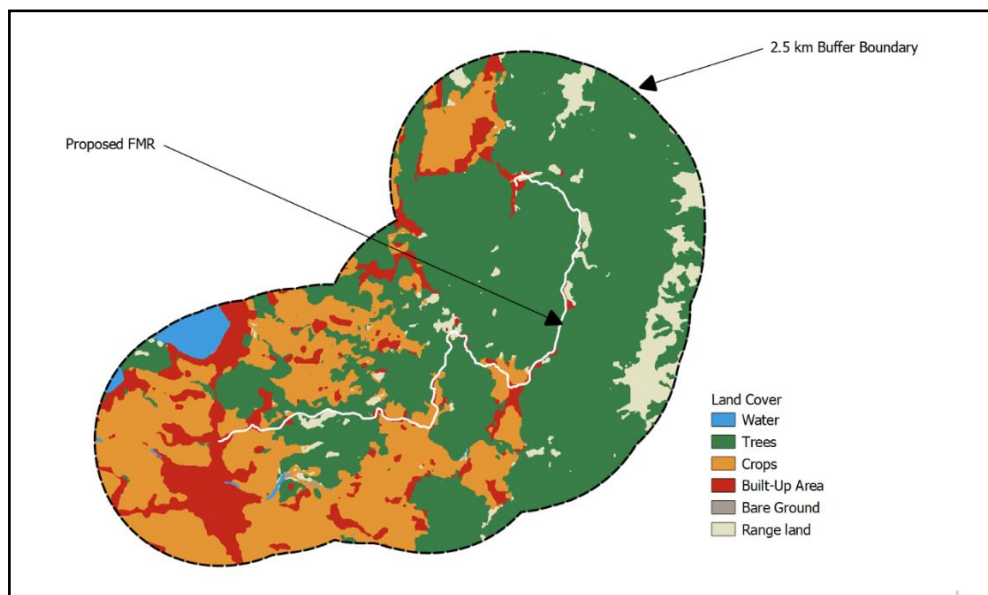 2.5 km Buffer Boundary
Proposed FMR
Land Cover
Water
Trees
Crops
Built-Up Area
Bare Ground
Range land